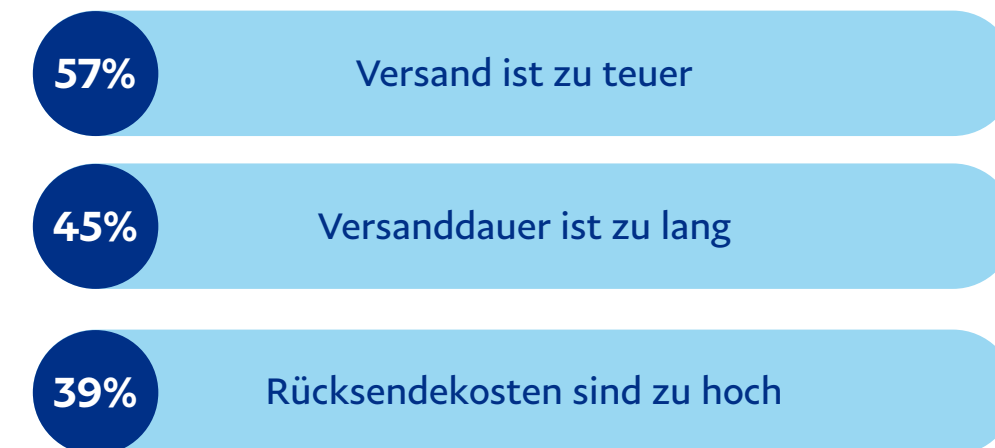 57% Versand ist zu teuer
45% Versanddauer ist zu lang
39% Rücksendekosten sind zu hoch